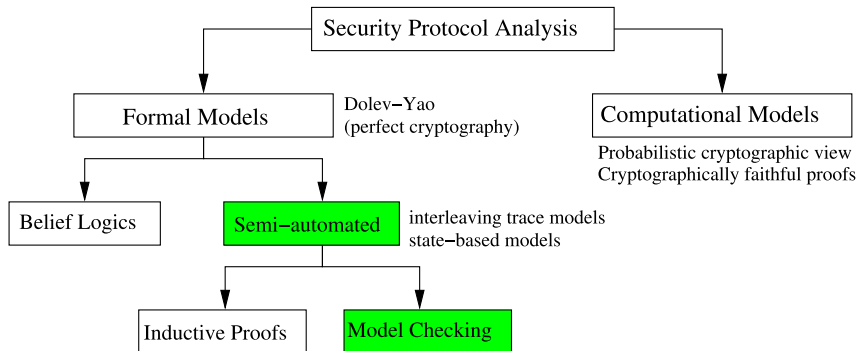 Security Protocol Analysis
Formal Models
Dolev−Yao
(perfect cryptography)
Computational Models
Probabilistic cryptographic view
Cryptographically faithful proofs
Belief Logics
Semi−automated
interleaving trace models
state−based models
Inductive Proofs
Model Checking